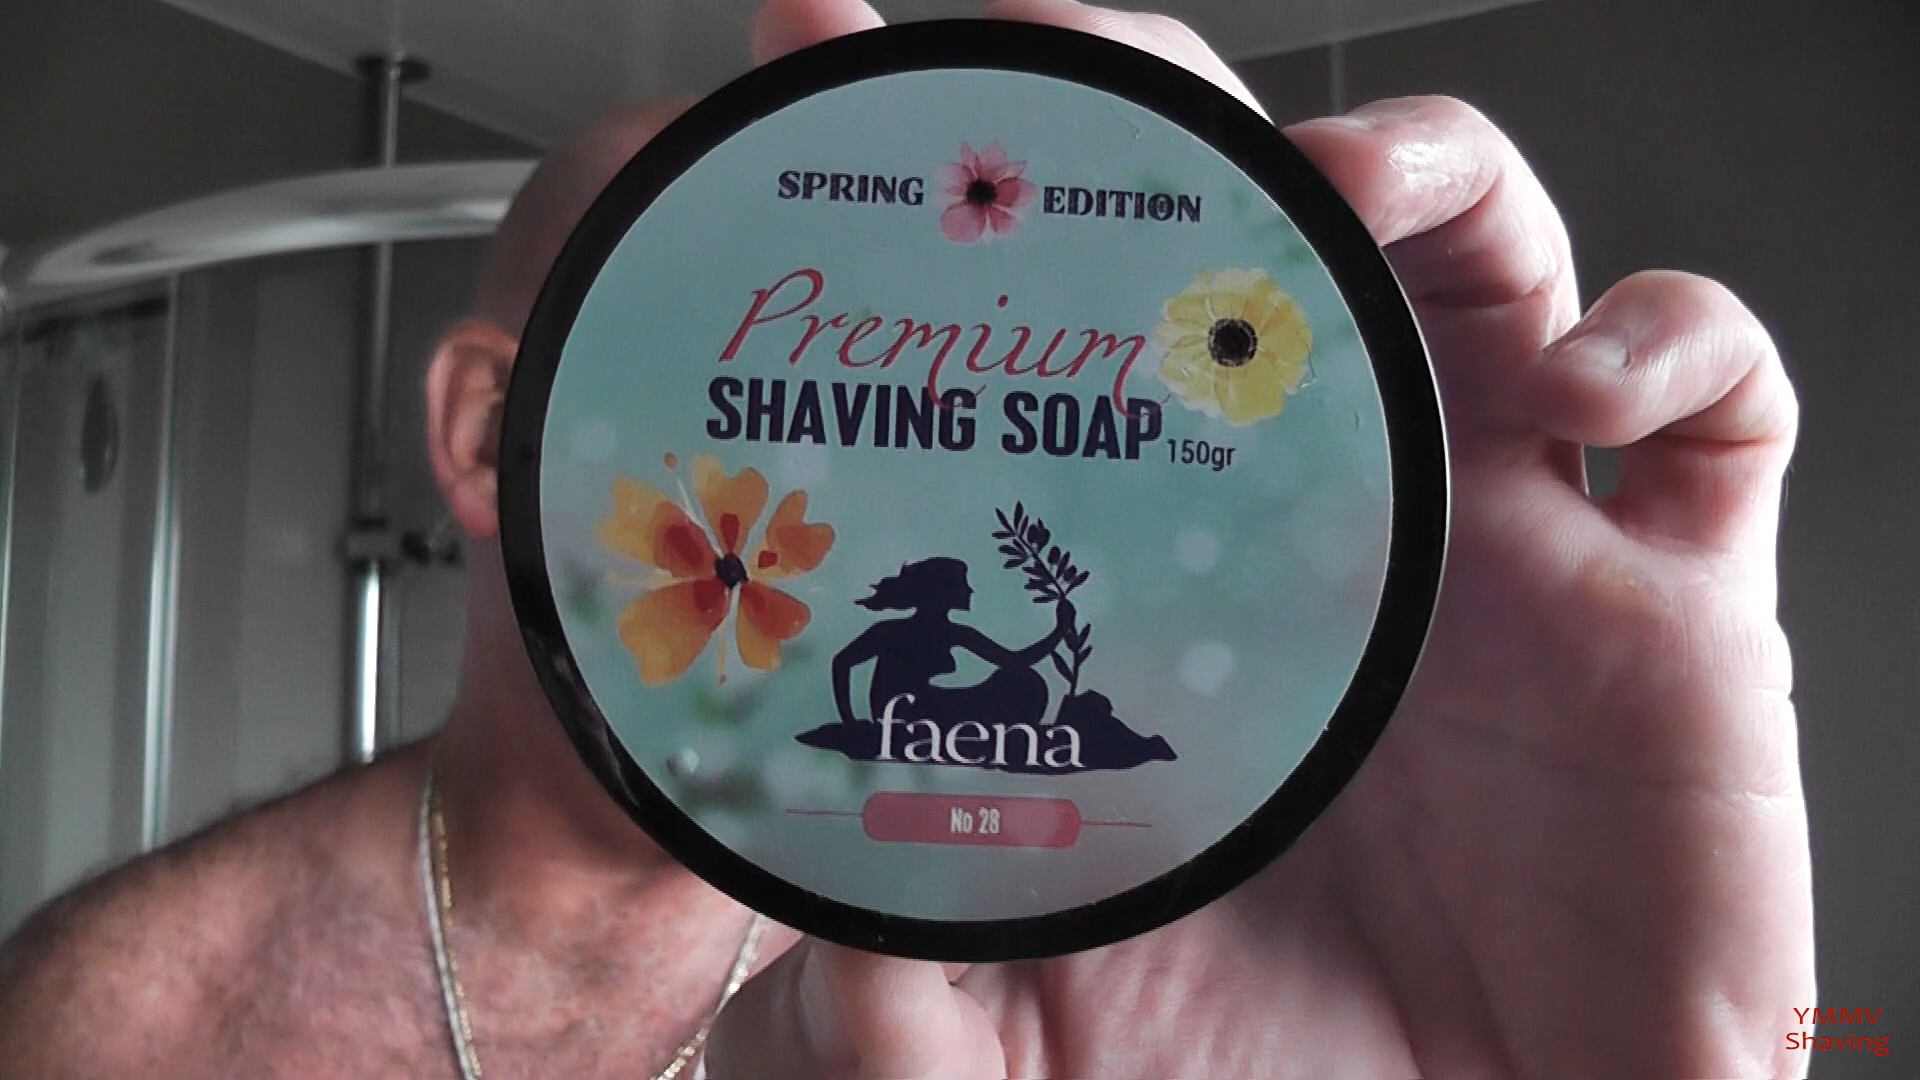 SPRING EDITION
Premium
SHAVING SOAP 150gr
faena
No 28
YMMV
Shaving